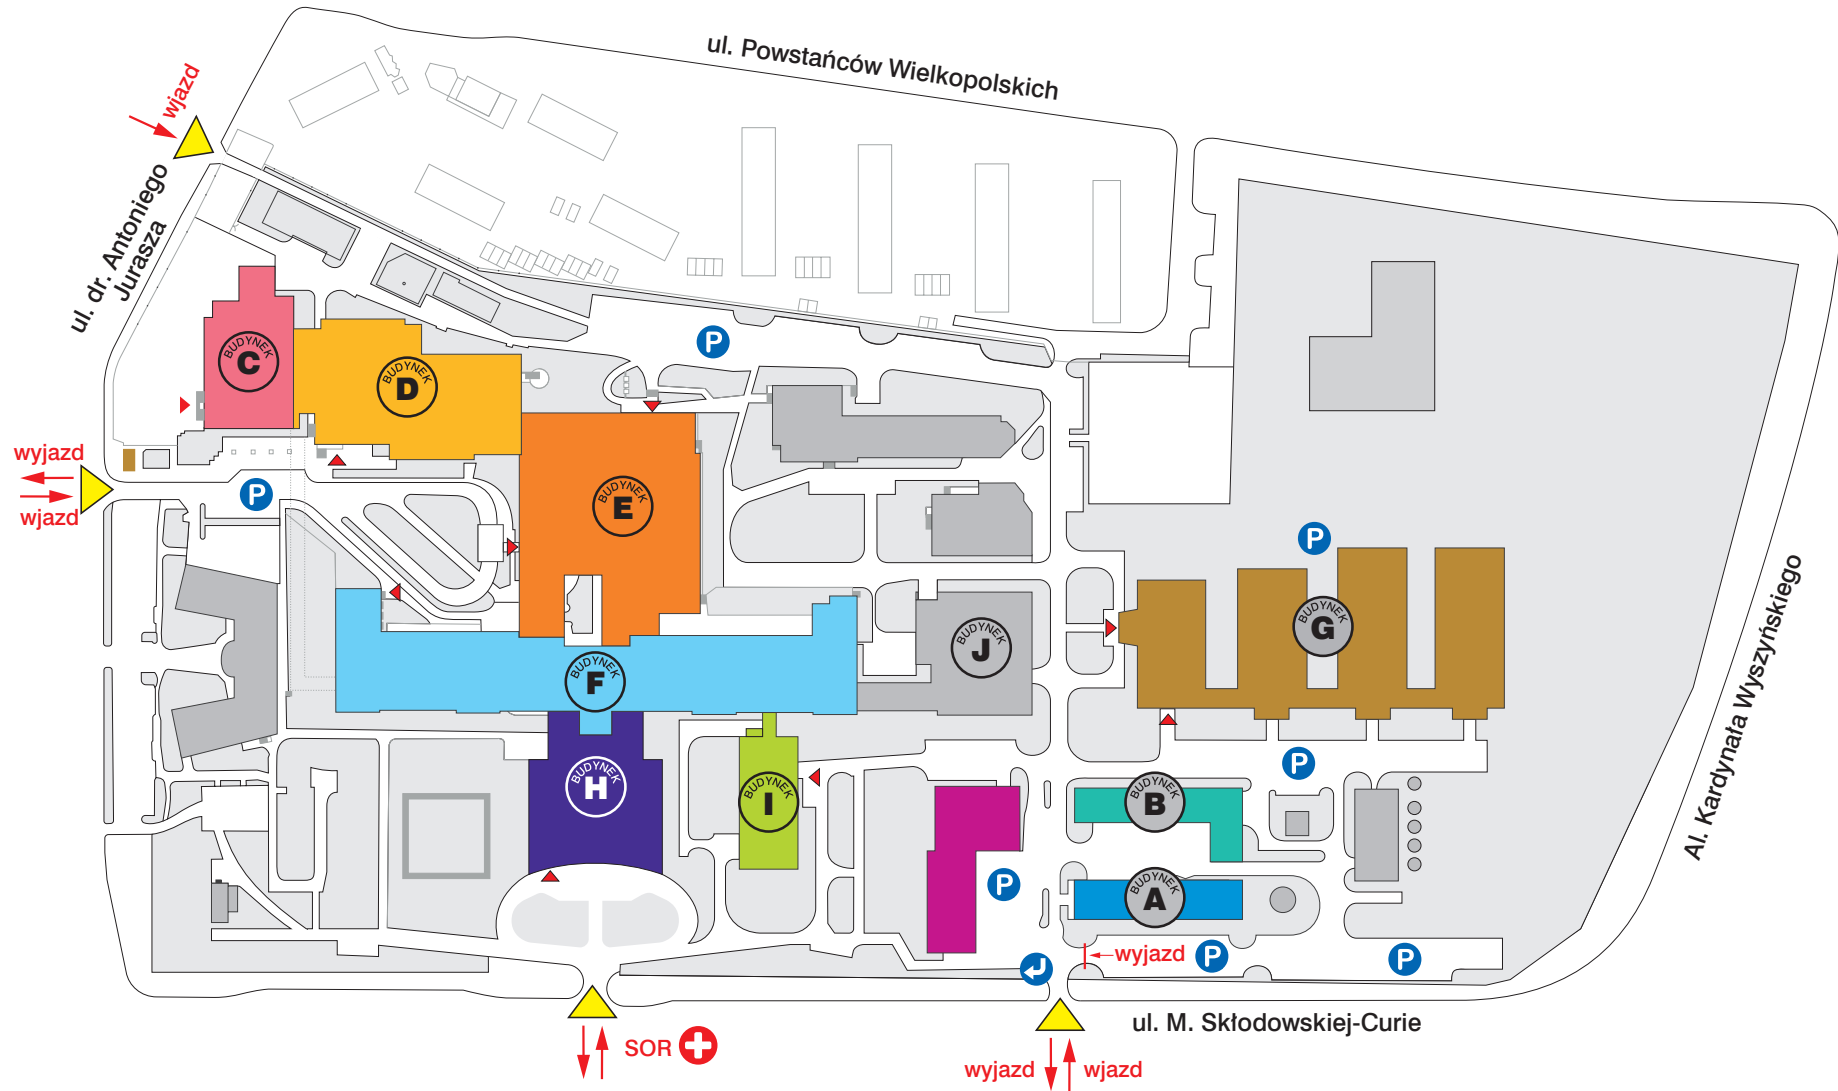 ul. Powstańców Wielkopolskich
wjazd
ul. dr. Antoniego
Jurasza
BUDYNEK
C
BUDYNEK
D
P
wyjazd
wjazd
P
BUDYNEK
E
P
BUDYNEK
G
BUDYNEK
J
BUDYNEK
F
Al. Kardynała Wyszyńskiego
BUDYNEK
H
BUDYNEK
I
P
BUDYNEK
B
P
BUDYNEK
A
wyjazd
P
P
ul. M. Skłodowskiej-Curie
SOR
wyjazd
wjazd